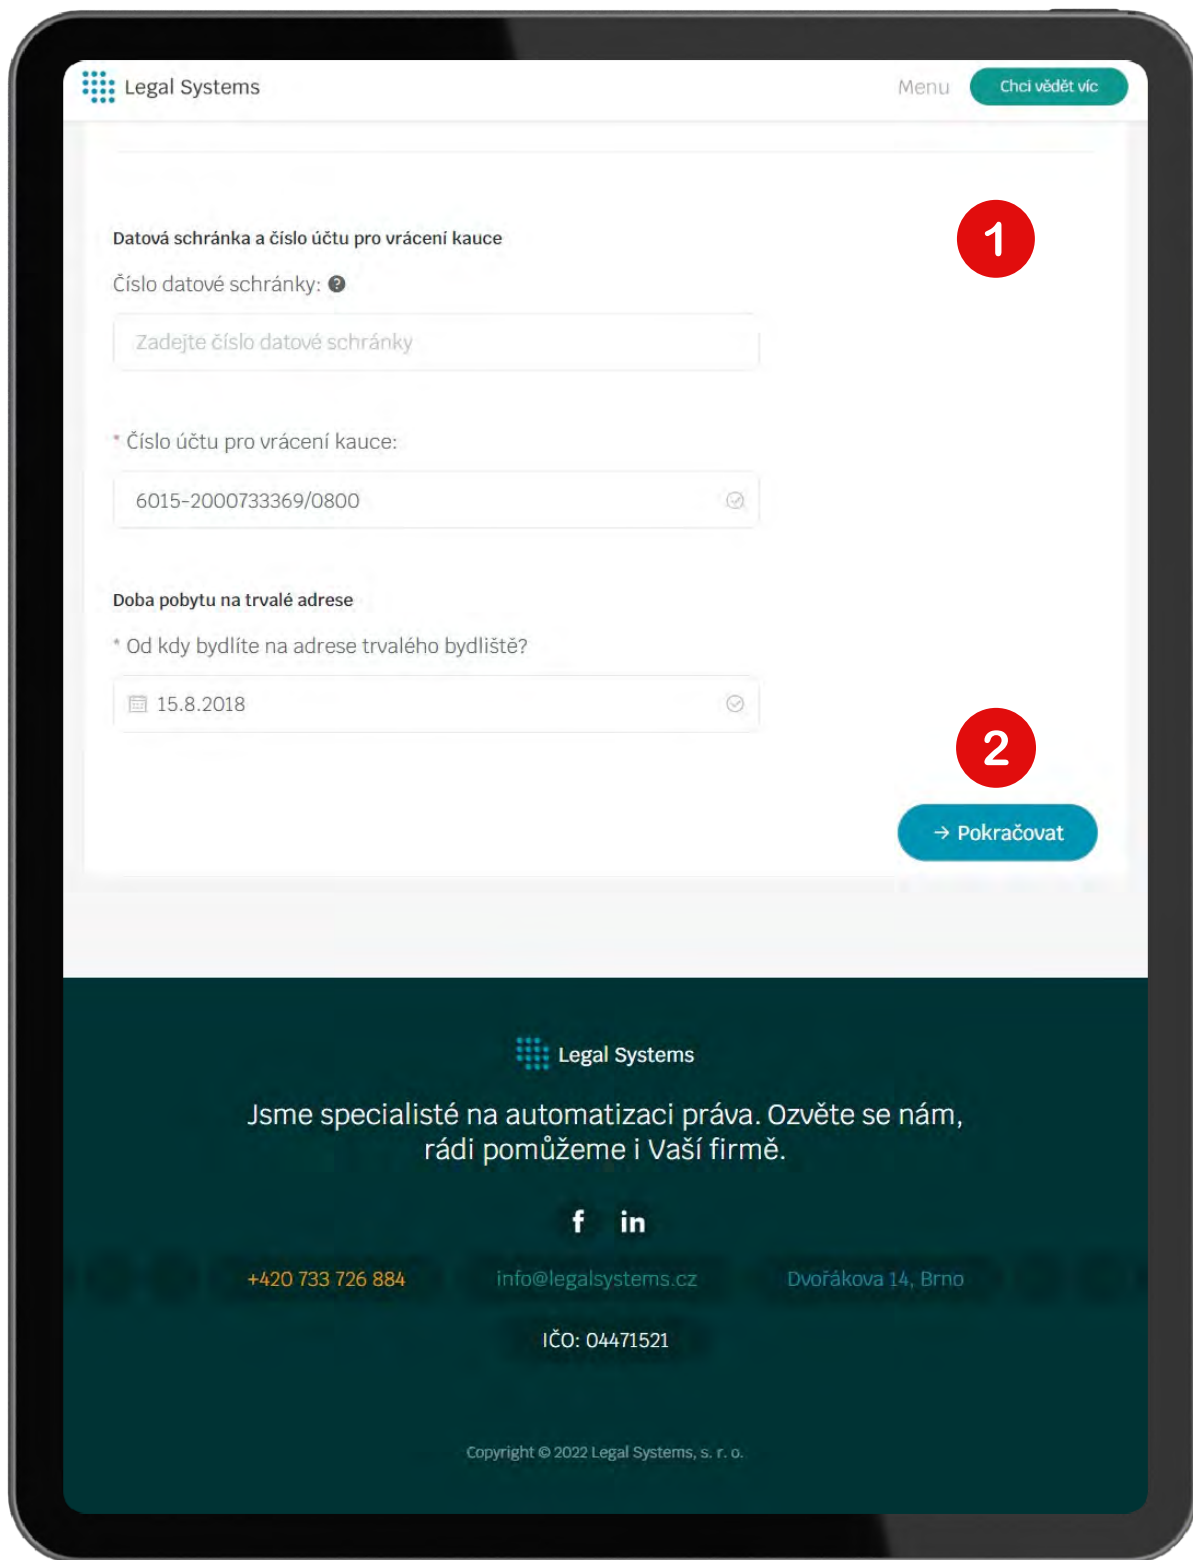 Legal Systems
Menu
Chci vědět víc
1
Datová schránka a číslo účtu pro vrácení kauce
Číslo datové schránky: ?
Zadejte číslo datové schránky
* Číslo účtu pro vrácení kauce:
6015-2000733369/0800
Doba pobytu na trvalé adrese
* Od kdy bydlíte na adrese trvalého bydliště?
15.8.2018
2
→ Pokračovat
Legal Systems
Jsme specialisté na automatizaci práva. Ozvěte se nám,
rádi pomůžeme i Vaší firmě.
f in
+420 733 726 884
info@legalsystems.cz
Dvořákova 14, Brno
IČO: 04471521
Copyright © 2022 Legal Systems, s. r. o.